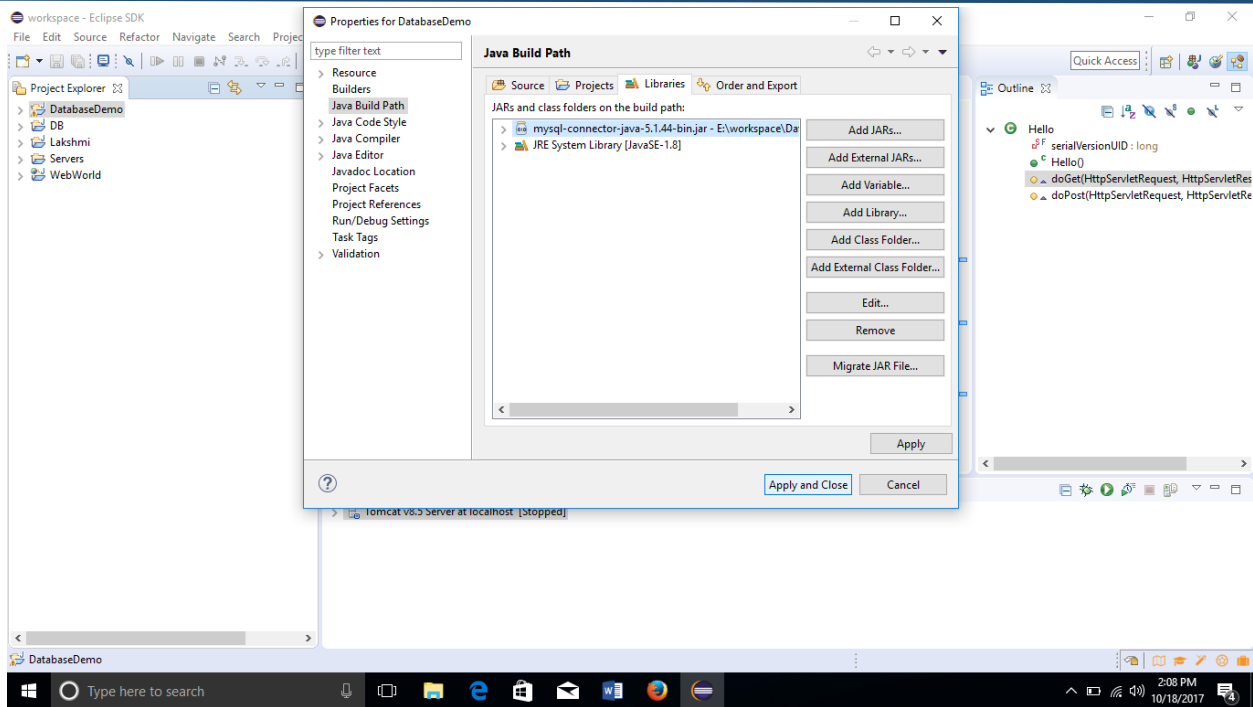 workspace - Eclipse SDK
File Edit Source Refactor Navigate Search Projec
Quick Access
Project Explorer
DatabaseDemo
DB
Lakshmi
Servers
WebWorld
Properties for DatabaseDemo
type filter text
Resource
Builders
Java Build Path
Java Code Style
Java Compiler
Java Editor
Javadoc Location
Project Facets
Project References
Run/Debug Settings
Task Tags
Validation
Java Build Path
Source Projects Libraries Order and Export
JARs and class folders on the build path:
mysql-connector-java-5.1.44-bin.jar - E:\workspace\Da
JRE System Library [JavaSE-1.8]
Add JARs...
Add External JARs...
Add Variable...
Add Library...
Add Class Folder...
Add External Class Folder...
Edit...
Remove
Migrate JAR File...
Apply
Apply and Close Cancel
Outline
Hello
serialVersionUID : long
Hello()
doGet(HttpServletRequest, HttpServletRes
doPost(HttpServletRequest, HttpServletRe
Tomcat v8.5 Server at localhost [Stopped]
DatabaseDemo
Type here to search
2:08 PM
10/18/2017
4